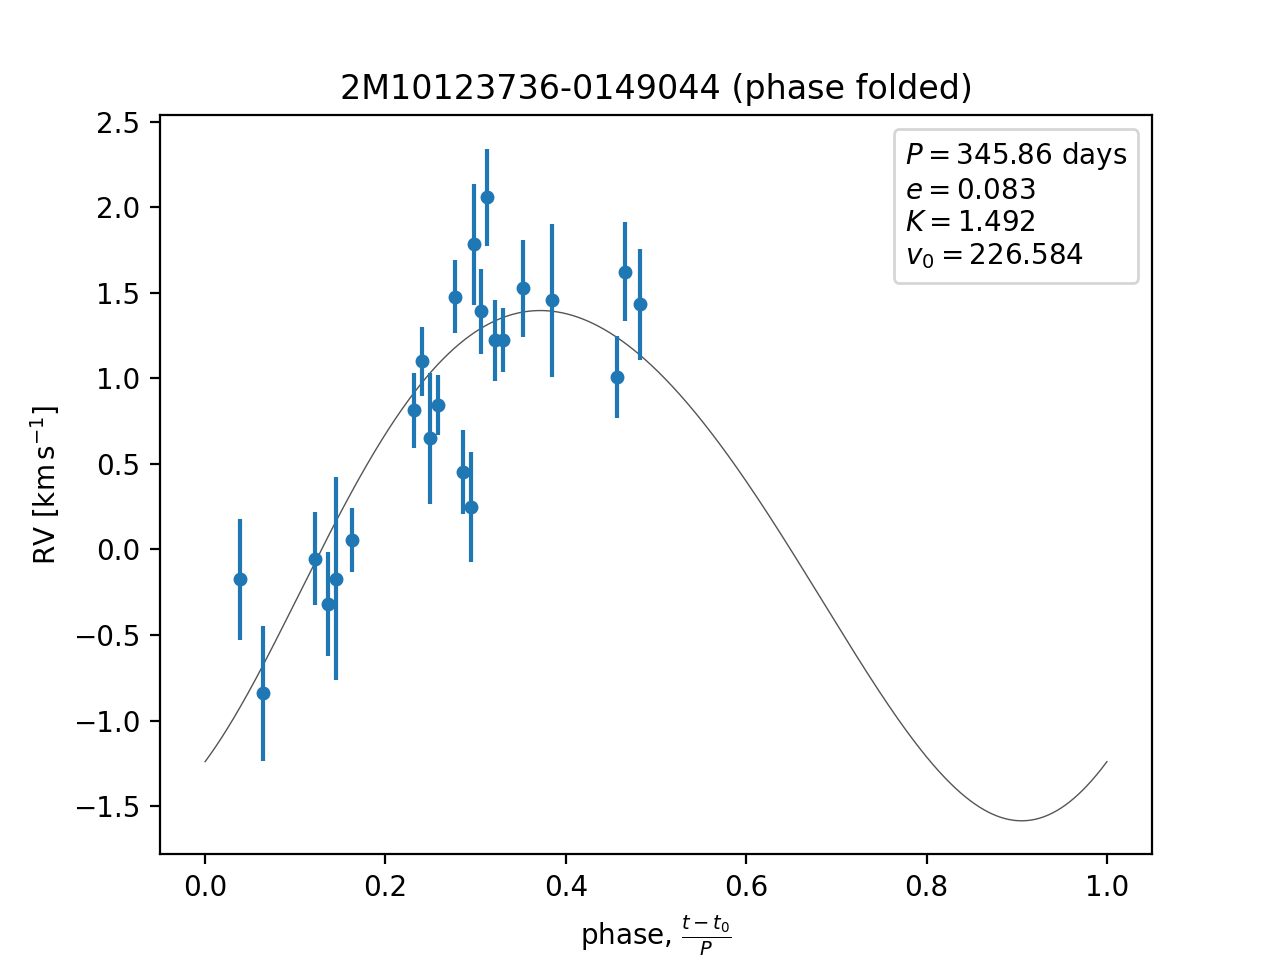 2M10123736-0149044 (phase folded)
P = 345.86 days
e = 0.083
K = 1.492
v₀ = 226.584
2.5
2.0
1.5
1.0
0.5
0.0
−0.5
−1.0
−1.5
RV [km s⁻¹]
0.0 0.2 0.4 0.6 0.8 1.0
phase, (t − t₀)/P